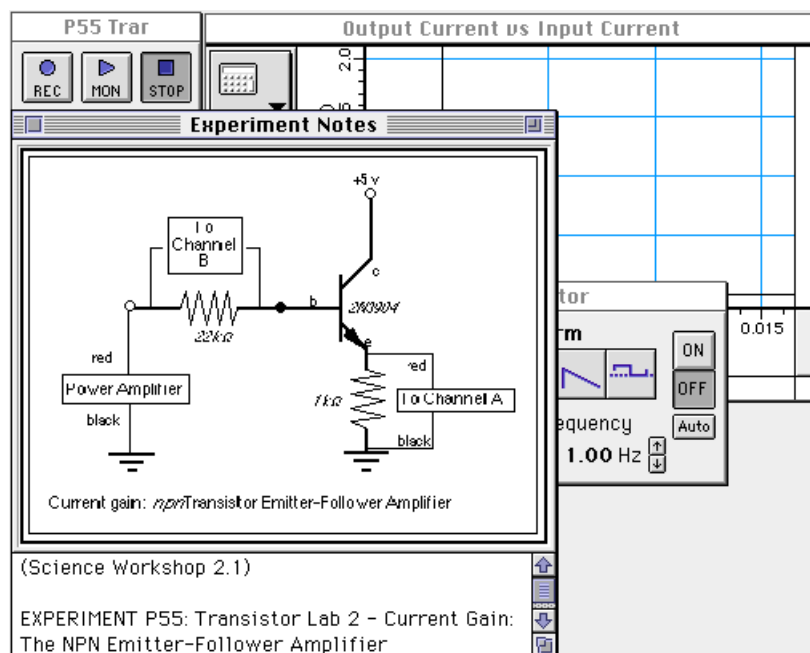 P55 Trar
Output Current vs Input Current
REC
MON
STOP
2.0
Experiment Notes
+5 v
To
Channel
B
c
b
2N3904
22kΩ
e
red
red
Power Amplifier
1kΩ
To Channel A
black
black
Current gain: npn Transistor Emitter-Follower Amplifier
(Science Workshop 2.1)
EXPERIMENT P55: Transistor Lab 2 - Current Gain:
The NPN Emitter-Follower Amplifier
tor
rm
ON
OFF
Auto
equency
1.00 Hz
0.015